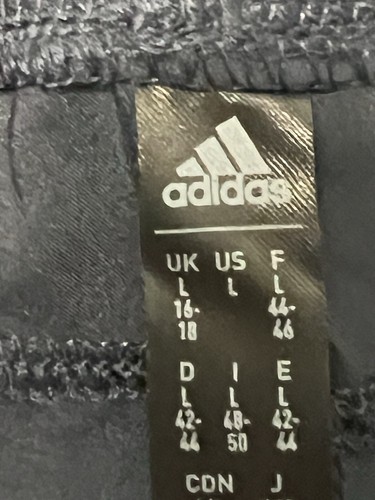 adidas
UK US F
L L L
16- 44-
18 46
D I E
L L L
42- 48- 42-
44 50 44
CDN J